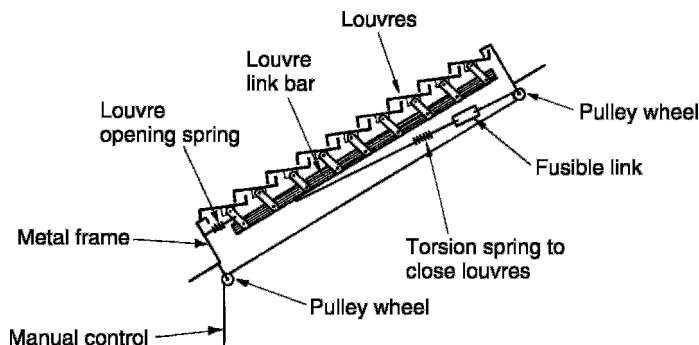 Louvres
Louvre
link bar
Louvre
opening spring
Pulley wheel
Fusible link
Metal frame
Torsion spring to
close louvres
Pulley wheel
Manual control